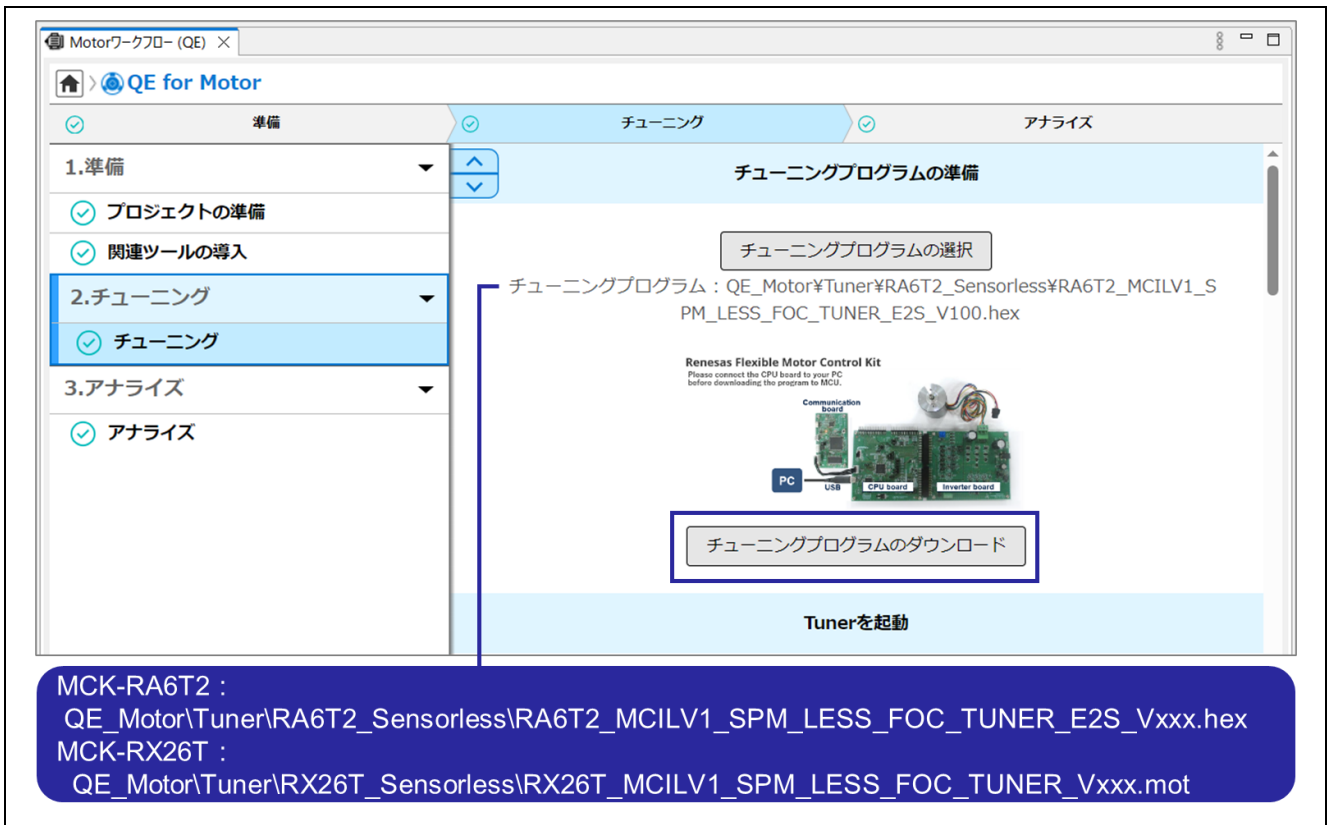 Motorワークフロー (QE)
QE for Motor
準備
チューニング
アナライズ
1.準備
プロジェクトの準備
関連ツールの導入
2.チューニング
チューニング
3.アナライズ
アナライズ
チューニングプログラムの準備
チューニングプログラムの選択
チューニングプログラム：QE_Motor¥Tuner¥RA6T2_Sensorless¥RA6T2_MCILV1_S
PM_LESS_FOC_TUNER_E2S_V100.hex
Renesas Flexible Motor Control Kit
Please connect the CPU board to your PC
before downloading the program to MCU.
Communication
board
PC
USB
CPU board
Inverter board
チューニングプログラムのダウンロード
Tunerを起動
MCK-RA6T2：
QE_Motor\Tuner\RA6T2_Sensorless\RA6T2_MCILV1_SPM_LESS_FOC_TUNER_E2S_Vxxx.hex
MCK-RX26T：
QE_Motor\Tuner\RX26T_Sensorless\RX26T_MCILV1_SPM_LESS_FOC_TUNER_Vxxx.mot